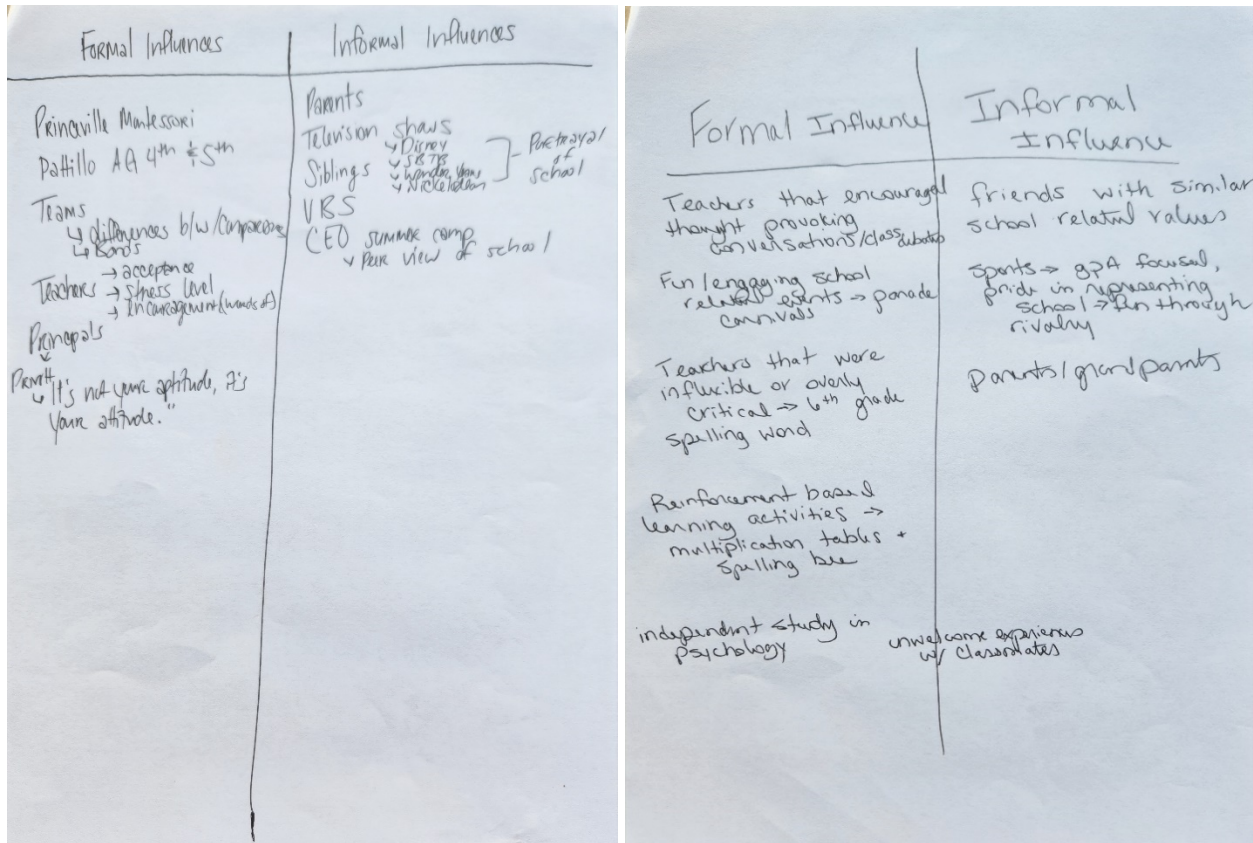 Formal Influences
Princeville Montessori
Pattillo AG 4th & 5th
Teams
↳ differences b/w/
↳ Bonds
→ acceptance
Teachers → stress level
→ Encouragement (words of)
Principals
↳ "It's not your aptitude, it's
your attitude."
Informal Influences
Parents
Television shows
↳ Disney
↳ SBTB
↳ Wonder Years
↳ Nickelodeon
Portrayal
of
school
Siblings
VBS
CEO summer camp
↳ Peer view of school
Formal Influence
Teachers that encouraged
thought provoking
conversations/class debates
Fun/engaging school
related events → parade
carnivals
Teachers that were
inflexible or overly
critical → 6th grade
spelling word
Reinforcement based
learning activities →
multiplication tables +
spelling bee
independent study in
psychology
Informal
Influence
friends with similar
school related values
Sports → GPA focused,
pride in representing
school → fun through
rivalry
parents/grandparents
unwelcome experiences
w/ classmates